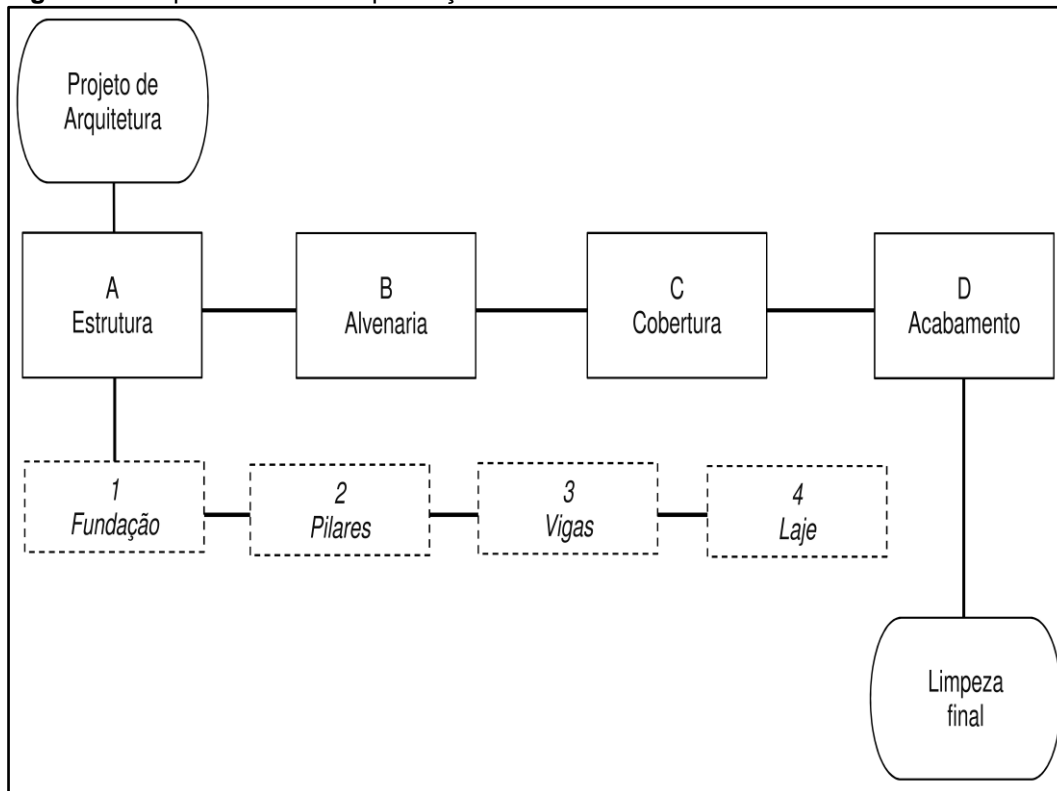 Projeto de
Arquitetura
A
Estrutura
B
Alvenaria
C
Cobertura
D
Acabamento
1
Fundação
2
Pilares
3
Vigas
4
Laje
Limpeza
final